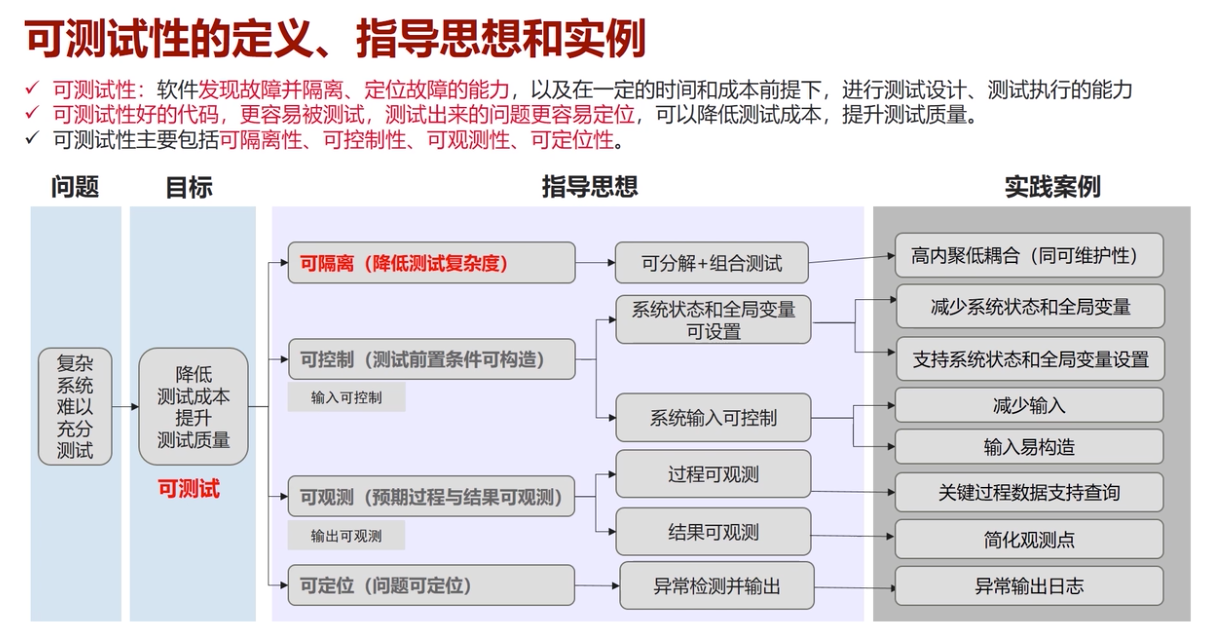 可测试性的定义、指导思想和实例
可测试性：软件发现故障并隔离、定位故障的能力，以及在一定的时间和成本前提下，进行测试设计、测试执行的能力
可测试性好的代码，更容易被测试，测试出来的问题更容易定位，可以降低测试成本，提升测试质量。
可测试性主要包括可隔离性、可控制性、可观测性、可定位性。
问题
目标
指导思想
实践案例
复杂
系统
难以
充分
测试
降低
测试成本
提升
测试质量
可测试
可隔离（降低测试复杂度）
可分解+组合测试
高内聚低耦合（同可维护性）
可控制（测试前置条件可构造）
输入可控制
系统状态和全局变量
可设置
减少系统状态和全局变量
支持系统状态和全局变量设置
系统输入可控制
减少输入
输入易构造
可观测（预期过程与结果可观测）
输出可观测
过程可观测
关键过程数据支持查询
结果可观测
简化观测点
可定位（问题可定位）
异常检测并输出
异常输出日志